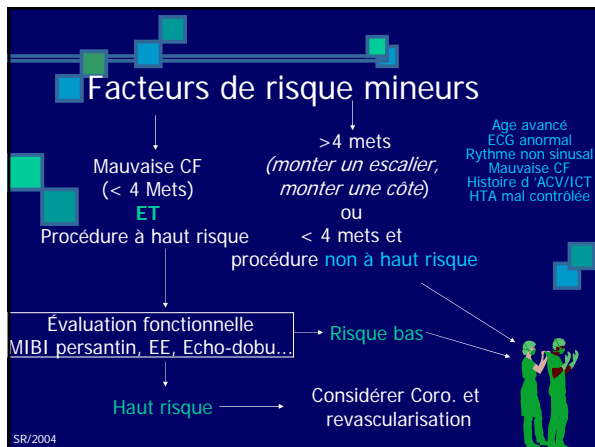 Facteurs de risque mineurs
Mauvaise CF
(< 4 Mets)
ET
Procédure à haut risque
>4 mets
(monter un escalier,
monter une côte)
ou
< 4 mets et
procédure non à haut risque
Age avancé
ECG anormal
Rythme non sinusal
Mauvaise CF
Histoire d 'ACV/ICT
HTA mal contrôlée
Évaluation fonctionnelle
MIBI persantin, EE, Echo-dobu...
Risque bas
Haut risque
Considérer Coro. et
revascularisation
SR/2004